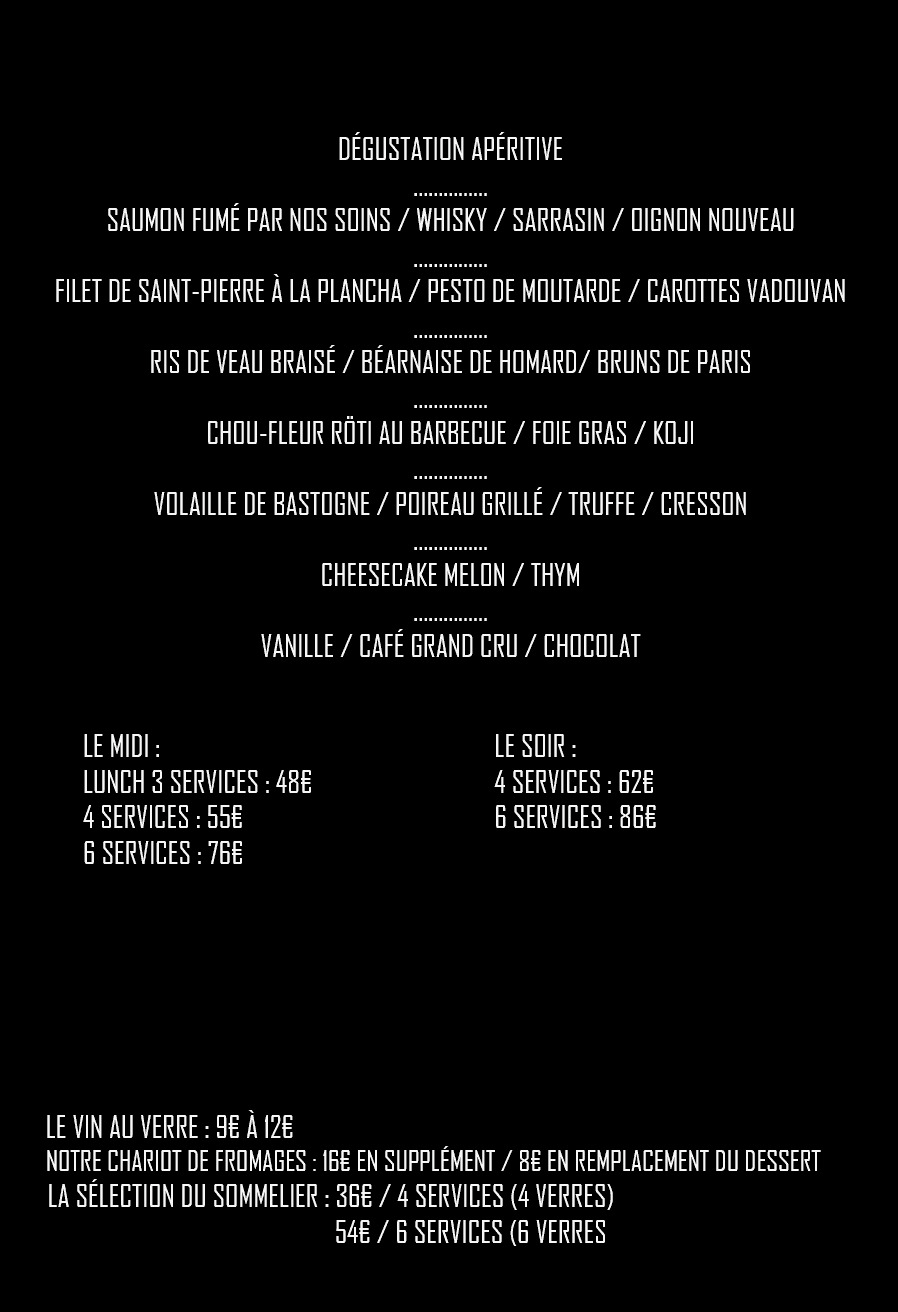 DÉGUSTATION APÉRITIVE
...............
SAUMON FUMÉ PAR NOS SOINS / WHISKY / SARRASIN / OIGNON NOUVEAU
...............
FILET DE SAINT-PIERRE À LA PLANCHA / PESTO DE MOUTARDE / CAROTTES VADOUVAN
...............
RIS DE VEAU BRAISÉ / BÉARNAISE DE HOMARD/ BRUNS DE PARIS
...............
CHOU-FLEUR RÖTI AU BARBECUE / FOIE GRAS / KOJI
...............
VOLAILLE DE BASTOGNE / POIREAU GRILLÉ / TRUFFE / CRESSON
...............
CHEESECAKE MELON / THYM
...............
VANILLE / CAFÉ GRAND CRU / CHOCOLAT
LE MIDI :
LUNCH 3 SERVICES : 48€
4 SERVICES : 55€
6 SERVICES : 76€
LE SOIR :
4 SERVICES : 62€
6 SERVICES : 86€
LE VIN AU VERRE : 9€ À 12€
NOTRE CHARIOT DE FROMAGES : 16€ EN SUPPLÉMENT / 8€ EN REMPLACEMENT DU DESSERT
LA SÉLECTION DU SOMMELIER : 36€ / 4 SERVICES (4 VERRES)
54€ / 6 SERVICES (6 VERRES